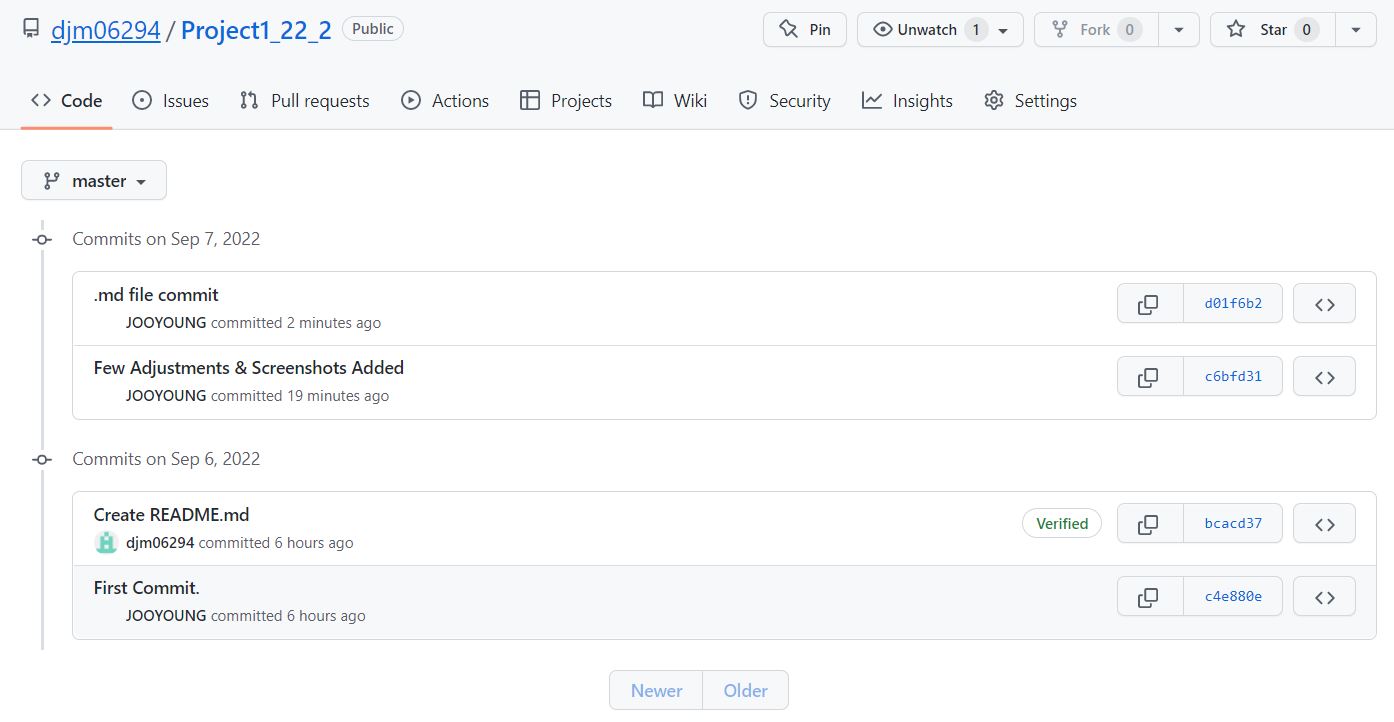 djm06294 / Project1_22_2 Public Pin Unwatch 1 Fork 0 Star 0
Code Issues Pull requests Actions Projects Wiki Security Insights Settings
master
Commits on Sep 7, 2022
.md file commit
JOOYOUNG committed 2 minutes ago
d01f6b2
Few Adjustments & Screenshots Added
JOOYOUNG committed 19 minutes ago
c6bfd31
Commits on Sep 6, 2022
Create README.md
djm06294 committed 6 hours ago
Verified bcacd37
First Commit.
JOOYOUNG committed 6 hours ago
c4e880e
Newer Older